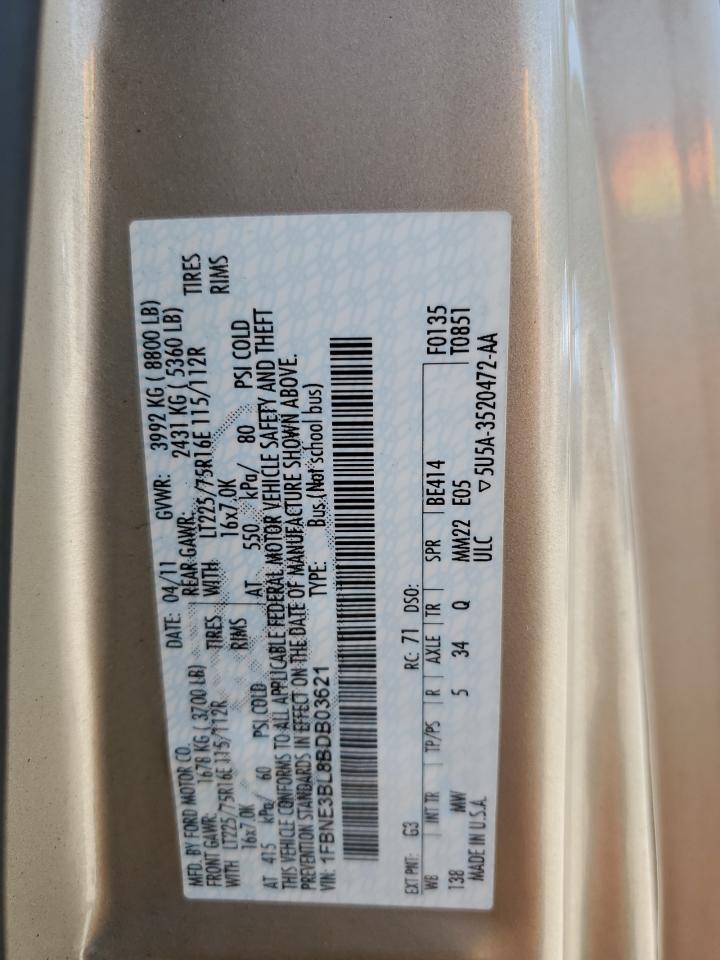 MFD. BY FORD MOTOR CO. DATE: 04/11 GVWR: 3992 KG ( 8800 LB)
FRONT GAWR: 1678 KG ( 3700 LB) REAR GAWR: 2431 KG ( 5360 LB)
WITH LT225/75R16E 115/112R TIRES WITH LT225/75R16E 115/112R TIRES
16x7.0K RIMS 16x7.0K RIMS
AT 415 kPa/ 60 PSI COLD AT 550 kPa/ 80 PSI COLD
THIS VEHICLE CONFORMS TO ALL APPLICABLE FEDERAL MOTOR VEHICLE SAFETY AND THEFT
PREVENTION STANDARDS IN EFFECT ON THE DATE OF MANUFACTURE SHOWN ABOVE.
VIN: 1FBNE3BL8BDB03621 TYPE: Bus (Not school bus)
EXT PNT: G3 RC: 71 DSO: F0135
WB INT TR TP/PS R AXLE TR SPR BE414 T0851
138 MW 5 34 Q MM22 E05
MADE IN U.S.A. ULC ▽5U5A-3520472-AA